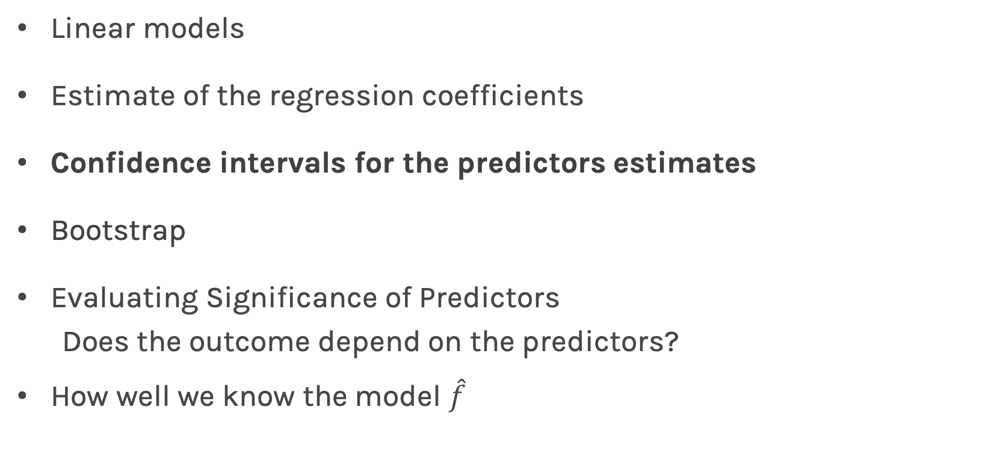 • Linear models
• Estimate of the regression coefficients
• Confidence intervals for the predictors estimates
• Bootstrap
• Evaluating Significance of Predictors
Does the outcome depend on the predictors?
• How well we know the model f̂